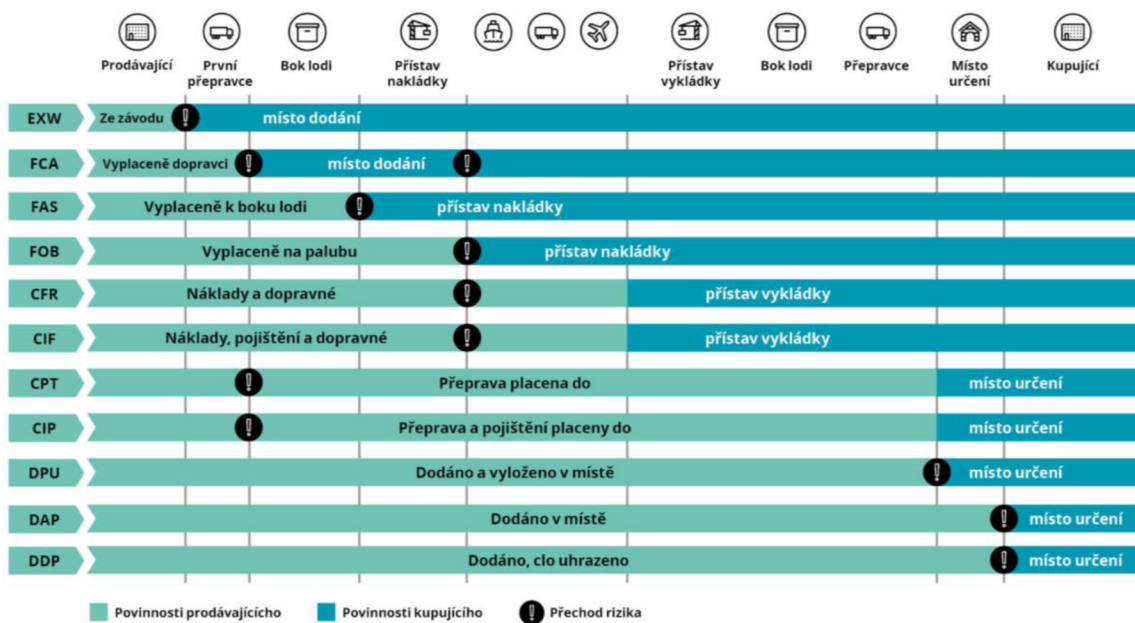 Prodávající
První
přepravce
Bok lodi
Přístav
nakládky
Přístav
vykládky
Bok lodi
Přepravce
Místo
určení
Kupující
EXW Ze závodu místo dodání
FCA Vyplaceně dopravci místo dodání
FAS Vyplaceně k boku lodi přístav nakládky
FOB Vyplaceně na palubu přístav nakládky
CFR Náklady a dopravné přístav vykládky
CIF Náklady, pojištění a dopravné přístav vykládky
CPT Přeprava placena do místo určení
CIP Přeprava a pojištění placeny do místo určení
DPU Dodáno a vyloženo v místě místo určení
DAP Dodáno v místě místo určení
DDP Dodáno, clo uhrazeno místo určení
Povinnosti prodávajícícho Povinnosti kupujícího Přechod rizika